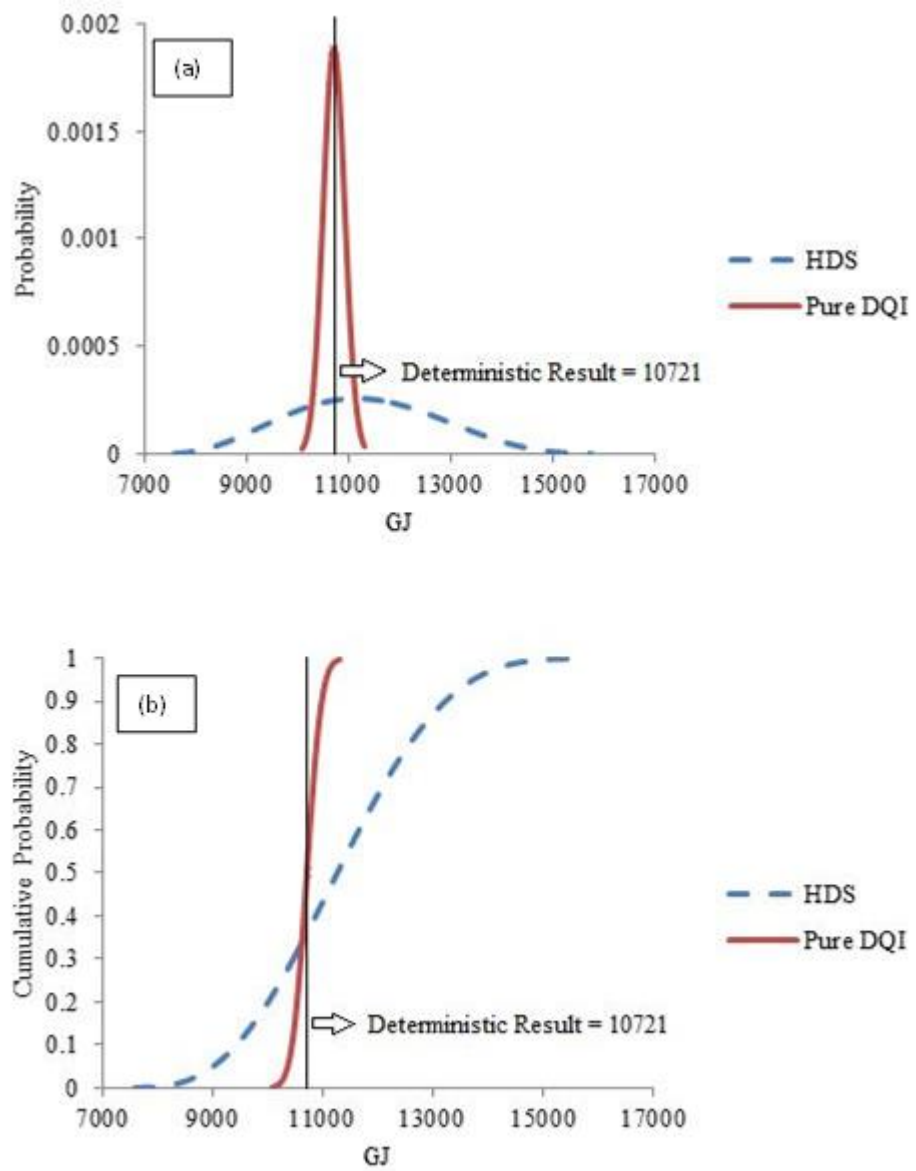 0.002
(a)
0.0015
0.001
0.0005
0
Probability
HDS
Pure DQI
Deterministic Result = 10721
7000 9000 11000 13000 15000 17000
GJ
1
(b)
0.9
0.8
0.7
0.6
0.5
0.4
0.3
0.2
0.1
0
Cumulative Probability
HDS
Pure DQI
Deterministic Result = 10721
7000 9000 11000 13000 15000 17000
GJ